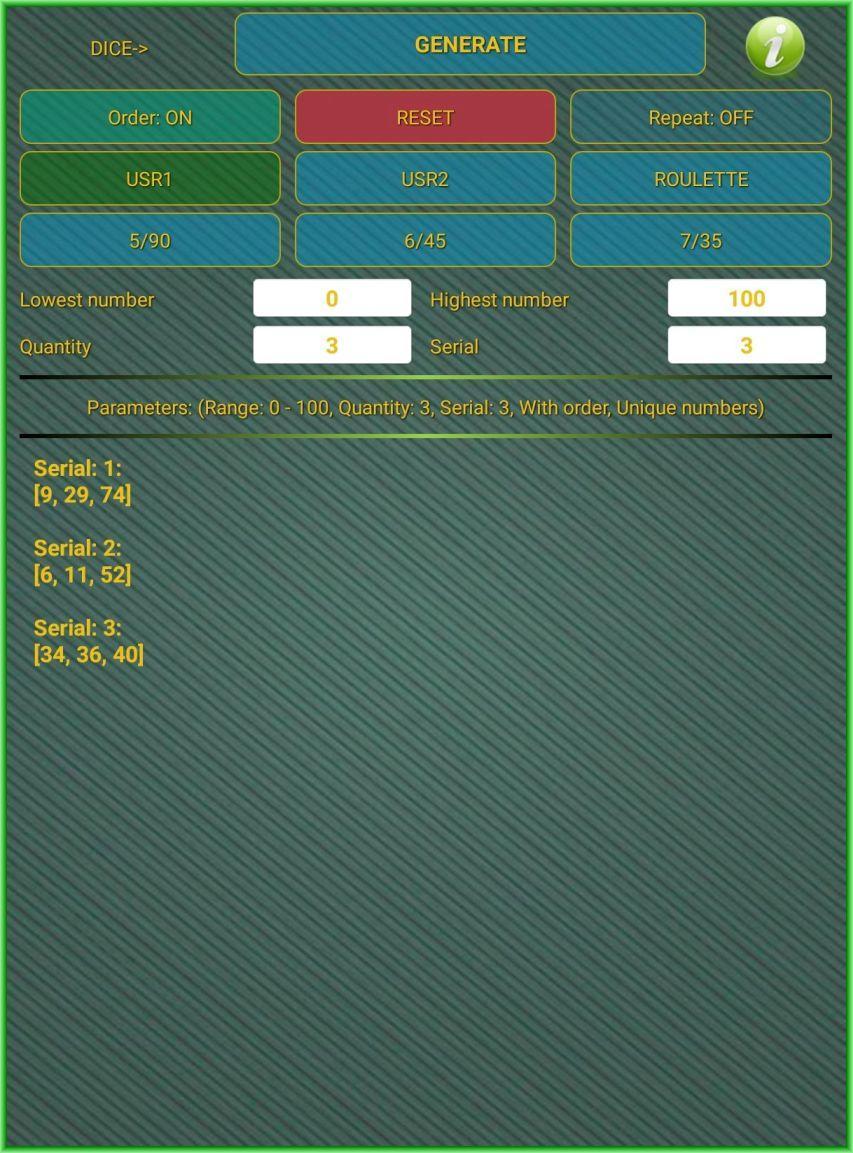 DICE->
GENERATE
i
Order: ON
RESET
Repeat: OFF
USR1
USR2
ROULETTE
5/90
6/45
7/35
Lowest number
0
Highest number
100
Quantity
3
Serial
3
Parameters: (Range: 0 - 100, Quantity: 3, Serial: 3, With order, Unique numbers)
Serial: 1:
[9, 29, 74]
Serial: 2:
[6, 11, 52]
Serial: 3:
[34, 36, 40]